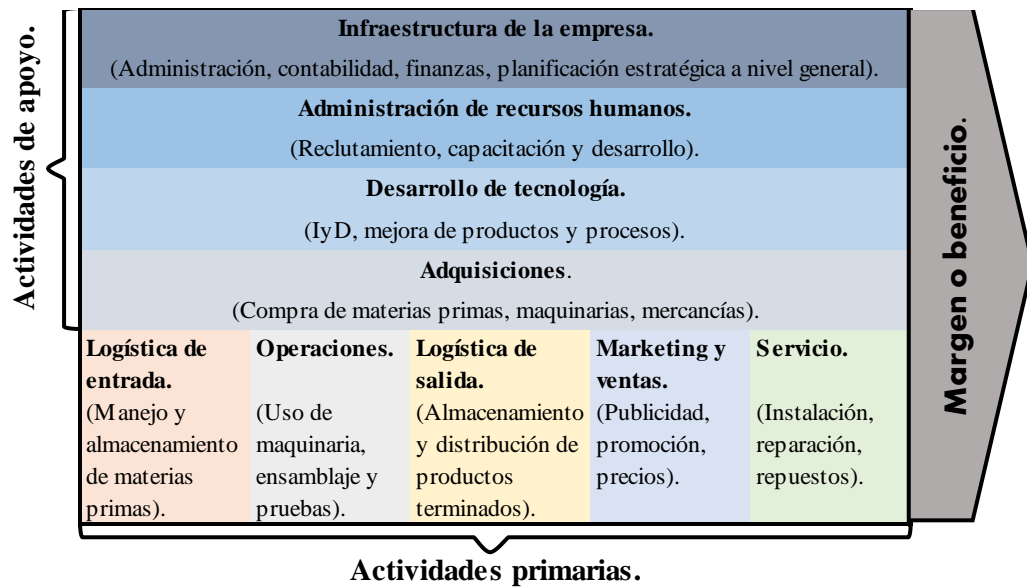 Actividades de apoyo.
Infraestructura de la empresa.
(Administración, contabilidad, finanzas, planificación estratégica a nivel general).
Administración de recursos humanos.
(Reclutamiento, capacitación y desarrollo).
Desarrollo de tecnología.
(IyD, mejora de productos y procesos).
Adquisiciones.
(Compra de materias primas, maquinarias, mercancías).
Logística de
entrada.
(Manejo y
almacenamiento
de materias
primas).
Operaciones.
(Uso de
maquinaria,
ensamblaje y
pruebas).
Logística de
salida.
(Almacenamiento
y distribución de
productos
terminados).
Marketing y
ventas.
(Publicidad,
promoción,
precios).
Servicio.
(Instalación,
reparación,
repuestos).
Margen o beneficio.
Actividades primarias.